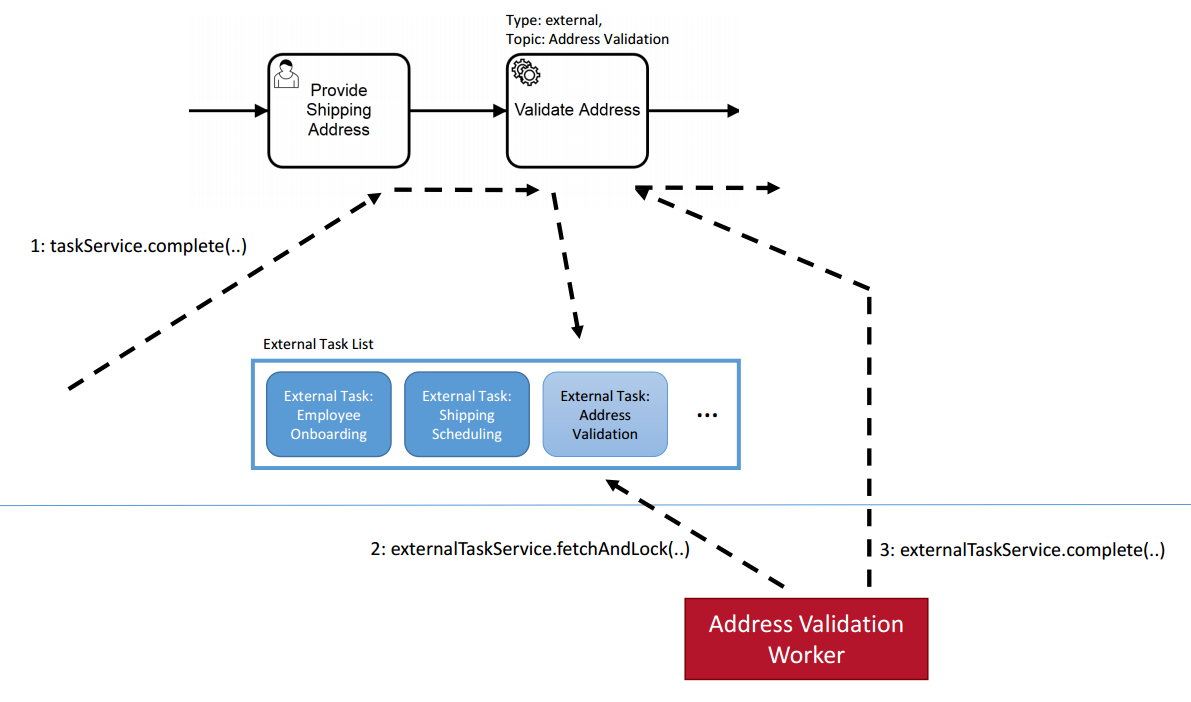 Type: external,
Topic: Address Validation
Provide
Shipping
Address
Validate Address
1: taskService.complete(..)
External Task List
External Task:
Employee
Onboarding
External Task:
Shipping
Scheduling
External Task:
Address
Validation
...
2: externalTaskService.fetchAndLock(..)
3: externalTaskService.complete(..)
Address Validation
Worker